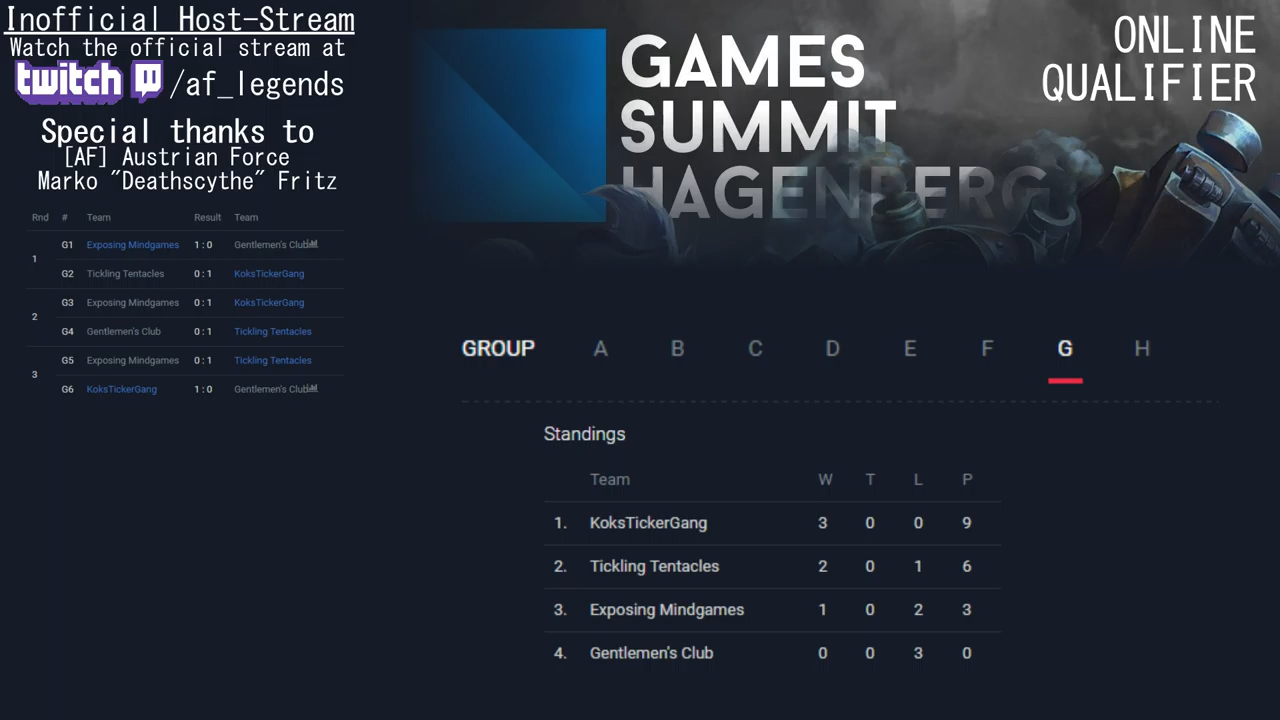 Inofficial Host-Stream
Watch the official stream at
twitch /af_legends
Special thanks to
[AF] Austrian Force
Marko "Deathscythe" Fritz
Rnd # Team Result Team
1
G1 Exposing Mindgames 1 : 0 Gentlemen's Club
G2 Tickling Tentacles 0 : 1 KoksTickerGang
2
G3 Exposing Mindgames 0 : 1 KoksTickerGang
G4 Gentlemen's Club 0 : 1 Tickling Tentacles
3
G5 Exposing Mindgames 0 : 1 Tickling Tentacles
G6 KoksTickerGang 1 : 0 Gentlemen's Club
GAMES
SUMMIT
HAGENBERG
ONLINE
QUALIFIER
GROUP A B C D E F G H
Standings
Team W T L P
1. KoksTickerGang 3 0 0 9
2. Tickling Tentacles 2 0 1 6
3. Exposing Mindgames 1 0 2 3
4. Gentlemen's Club 0 0 3 0